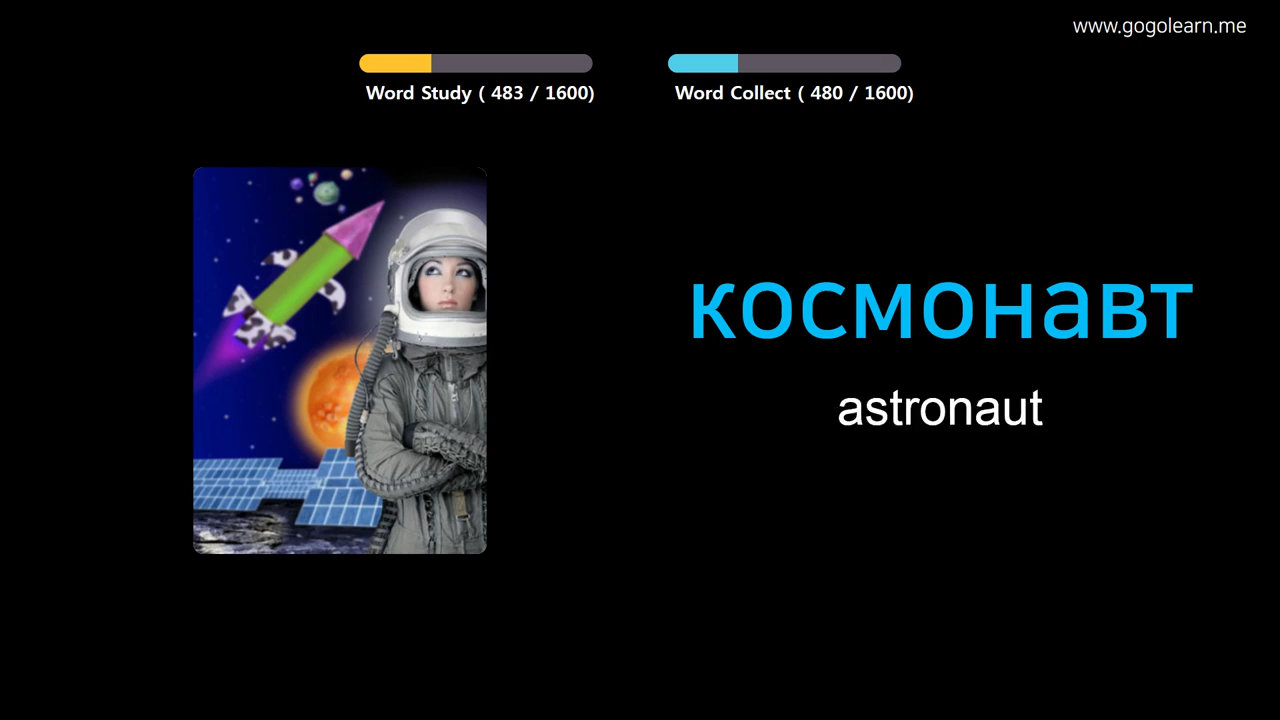 www.gogolearn.me
Word Study ( 483 / 1600)
Word Collect ( 480 / 1600)
космонавт
astronaut